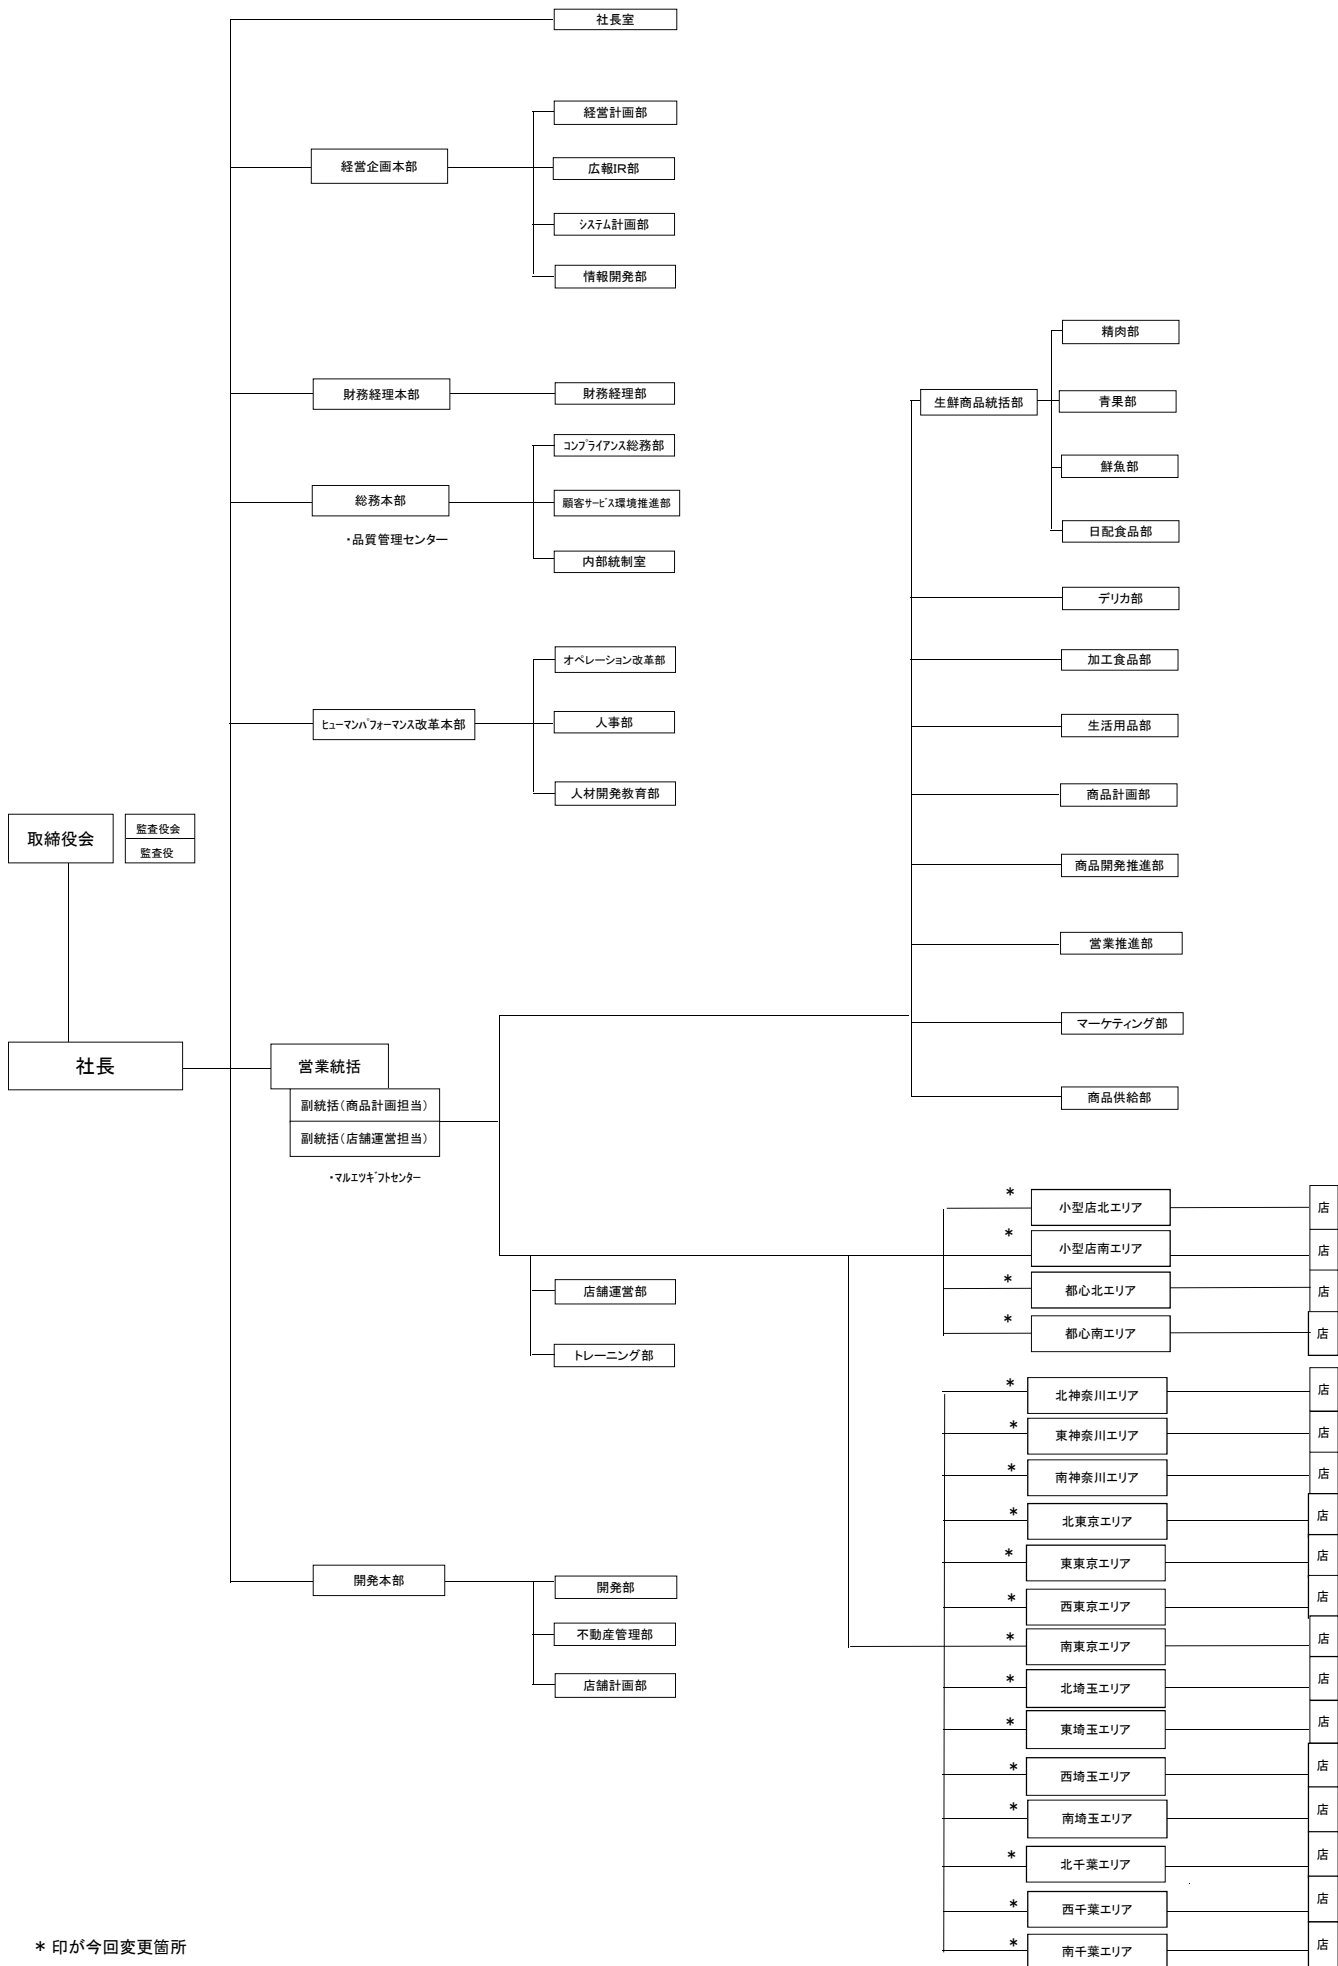 社長室
経営企画本部
経営計画部
広報IR部
ｼｽﾃﾑ計画部
情報開発部
財務経理本部
財務経理部
総務本部
・品質管理センター
ｺﾝﾌﾟﾗｲｱﾝｽ総務部
顧客ｻｰﾋﾞｽ環境推進部
内部統制室
ﾋｭｰﾏﾝﾊﾟﾌｫｰﾏﾝｽ改革本部
オペレーション改革部
人事部
人材開発教育部
取締役会
監査役会
監査役
社長
営業統括
副統括（商品計画担当）
副統括（店舗運営担当）
・ﾏﾙｴﾂｷﾞﾌﾄｾﾝﾀｰ
生鮮商品統括部
精肉部
青果部
鮮魚部
日配食品部
デリカ部
加工食品部
生活用品部
商品計画部
商品開発推進部
営業推進部
マーケティング部
商品供給部
店舗運営部
トレーニング部
* 小型店北エリア 店
* 小型店南エリア 店
* 都心北エリア 店
* 都心南エリア 店
* 北神奈川エリア 店
* 東神奈川エリア 店
* 南神奈川エリア 店
* 北東京エリア 店
* 東東京エリア 店
* 西東京エリア 店
* 南東京エリア 店
* 北埼玉エリア 店
* 東埼玉エリア 店
* 西埼玉エリア 店
* 南埼玉エリア 店
* 北千葉エリア 店
* 西千葉エリア 店
* 南千葉エリア 店
開発本部
開発部
不動産管理部
店舗計画部
* 印が今回変更箇所